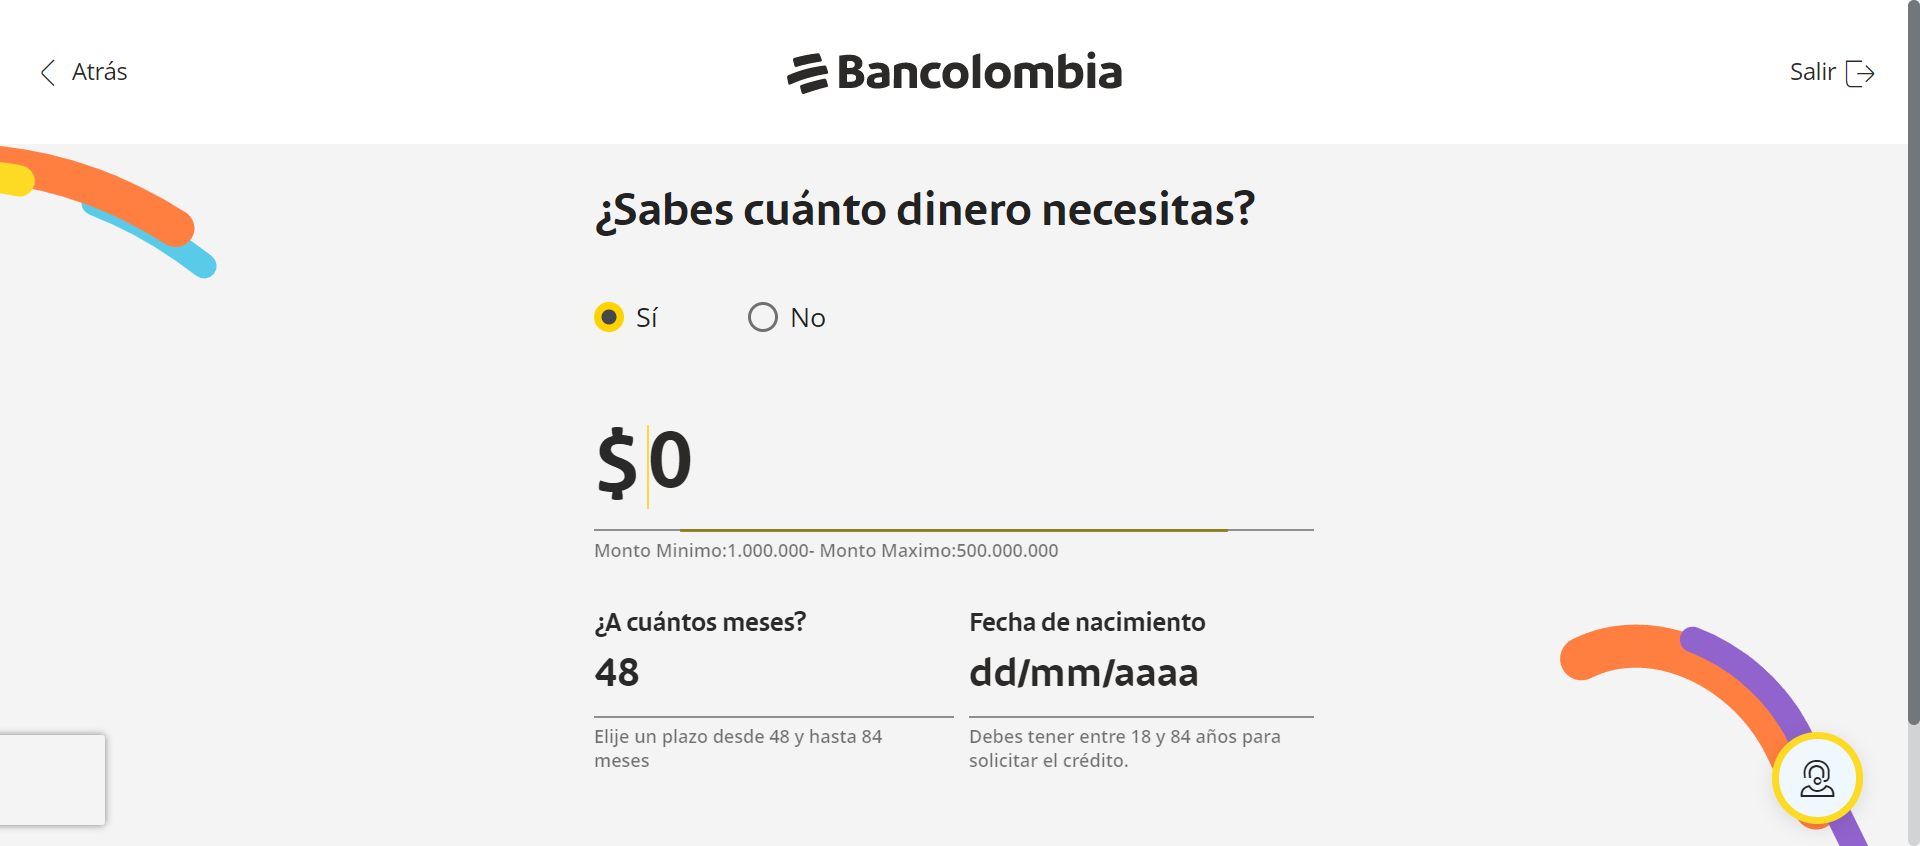 Atrás
Bancolombia
Salir
¿Sabes cuánto dinero necesitas?
Sí
No
$ 0
Monto Minimo:1.000.000- Monto Maximo:500.000.000
¿A cuántos meses?
48
Elije un plazo desde 48 y hasta 84
meses
Fecha de nacimiento
dd/mm/aaaa
Debes tener entre 18 y 84 años para
solicitar el crédito.